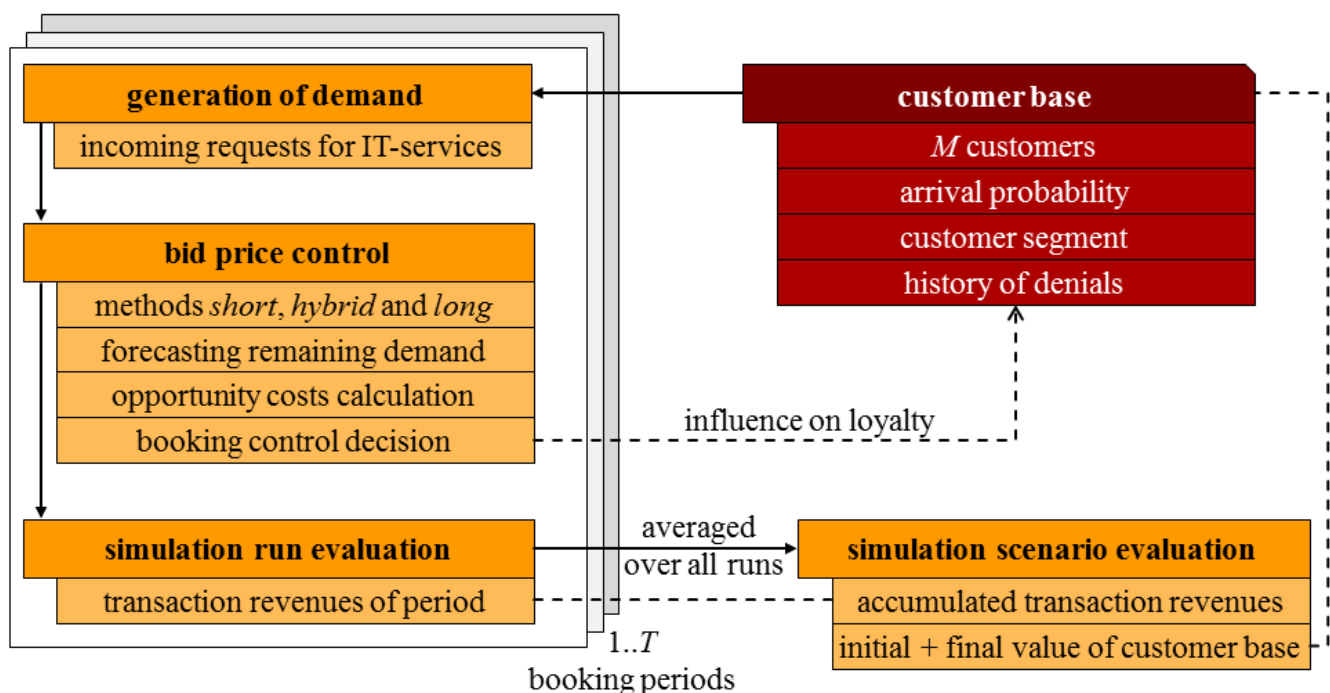 generation of demand
incoming requests for IT-services
bid price control
methods short, hybrid and long
forecasting remaining demand
opportunity costs calculation
booking control decision
simulation run evaluation
transaction revenues of period
1..T
booking periods
customer base
M customers
arrival probability
customer segment
history of denials
influence on loyalty
averaged
over all runs
simulation scenario evaluation
accumulated transaction revenues
initial + final value of customer base